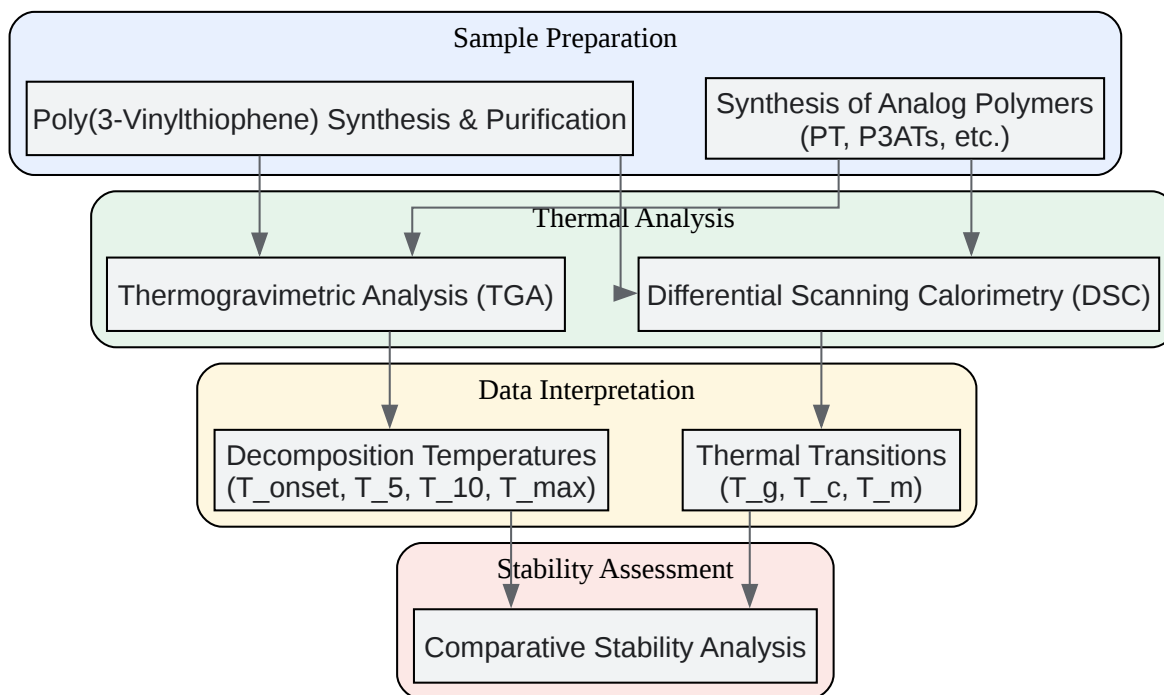 Sample Preparation
Poly(3-Vinylthiophene) Synthesis & Purification
Synthesis of Analog Polymers
(PT, P3ATs, etc.)
Thermal Analysis
Thermogravimetric Analysis (TGA)
Differential Scanning Calorimetry (DSC)
Data Interpretation
Decomposition Temperatures
(T_onset, T_5, T_10, T_max)
Thermal Transitions
(T_g, T_c, T_m)
Stability Assessment
Comparative Stability Analysis